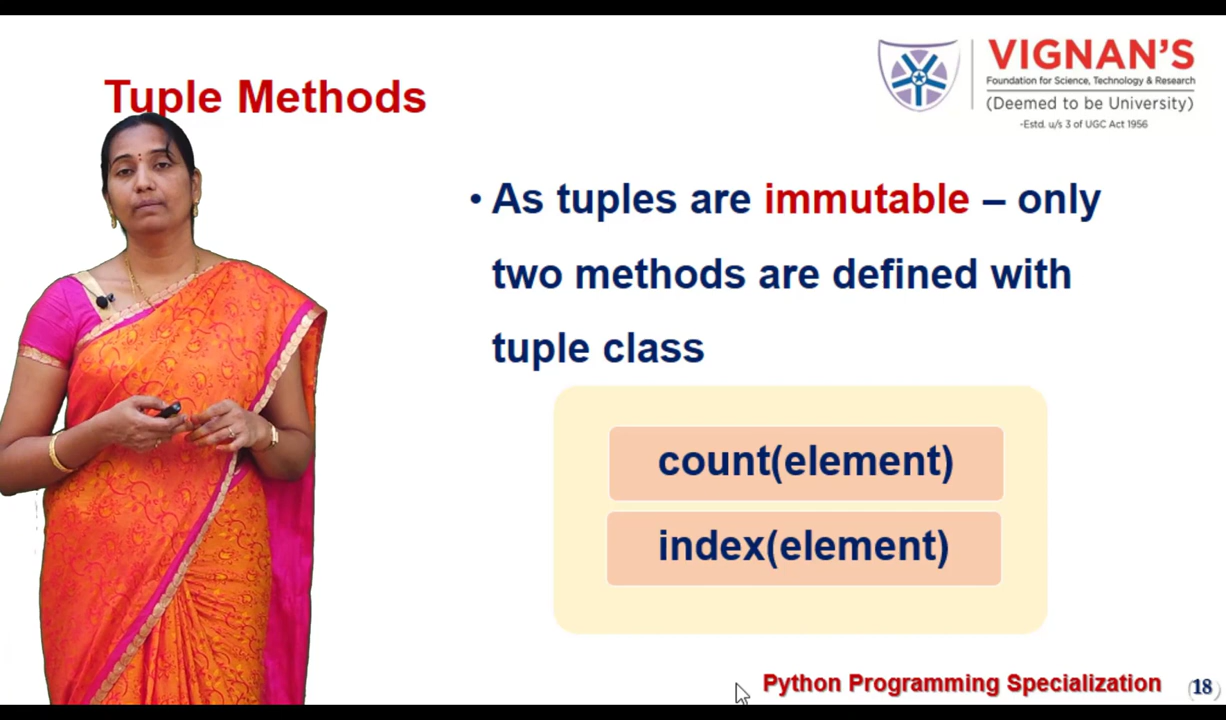 VIGNAN'S
Foundation for Science, Technology & Research
(Deemed to be University)
-Estd. u/s 3 of UGC Act 1956
Tuple Methods
• As tuples are immutable – only
two methods are defined with
tuple class
count(element)
index(element)
Python Programming Specialization
18